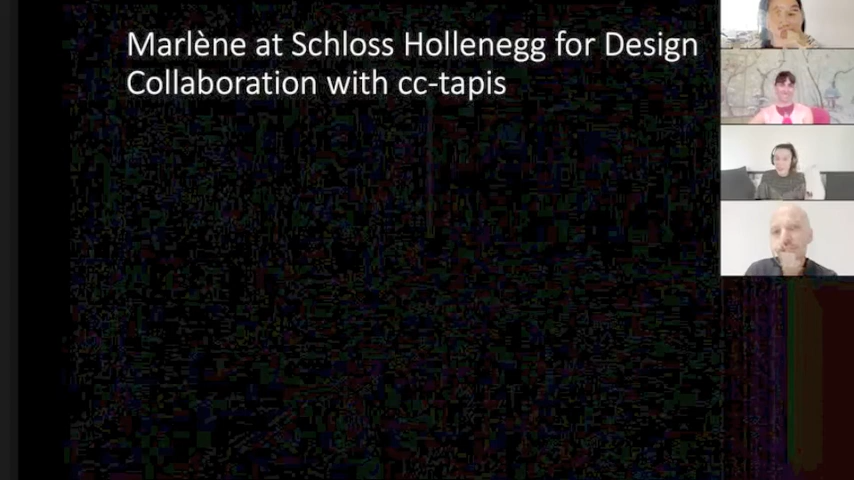 Marlène at Schloss Hollenegg for Design
Collaboration with cc-tapis